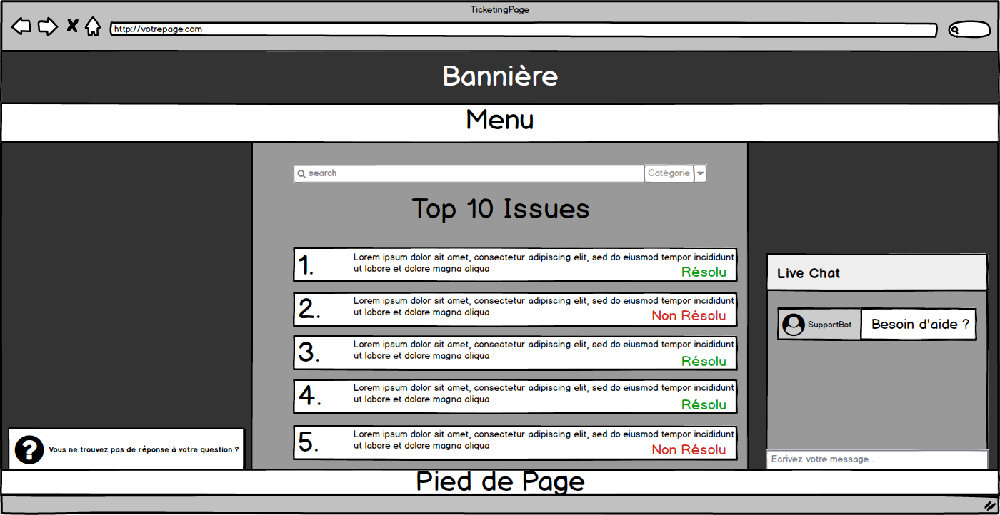 TicketingPage
http://votrepage.com
Bannière
Menu
search
Catégorie
Top 10 Issues
1.
Lorem ipsum dolor sit amet, consectetur adipiscing elit, sed do eiusmod tempor incididunt
ut labore et dolore magna aliqua
Résolu
2.
Lorem ipsum dolor sit amet, consectetur adipiscing elit, sed do eiusmod tempor incididunt
ut labore et dolore magna aliqua
Non Résolu
3.
Lorem ipsum dolor sit amet, consectetur adipiscing elit, sed do eiusmod tempor incididunt
ut labore et dolore magna aliqua
Résolu
4.
Lorem ipsum dolor sit amet, consectetur adipiscing elit, sed do eiusmod tempor incididunt
ut labore et dolore magna aliqua
Résolu
5.
Lorem ipsum dolor sit amet, consectetur adipiscing elit, sed do eiusmod tempor incididunt
ut labore et dolore magna aliqua
Non Résolu
Live Chat
SupportBot
Besoin d'aide ?
Ecrivez votre message...
? Vous ne trouvez pas de réponse à votre question ?
Pied de Page